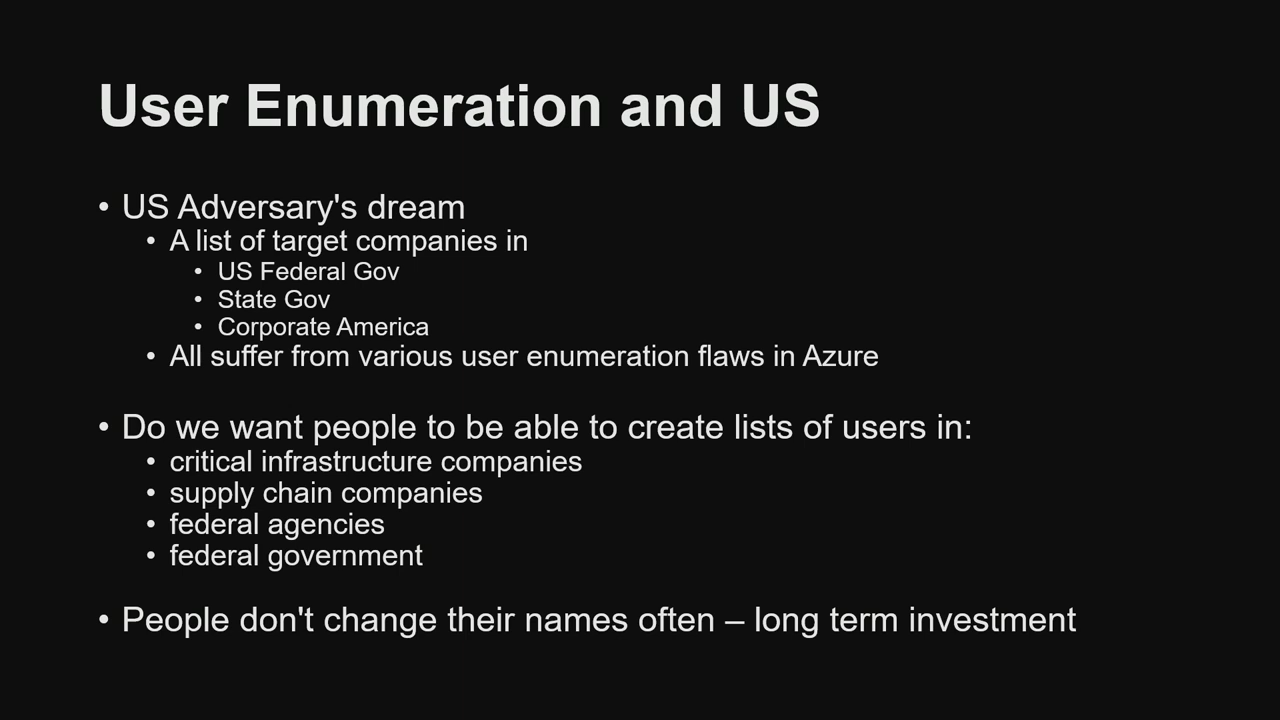 User Enumeration and US
• US Adversary's dream
• A list of target companies in
• US Federal Gov
• State Gov
• Corporate America
• All suffer from various user enumeration flaws in Azure
• Do we want people to be able to create lists of users in:
• critical infrastructure companies
• supply chain companies
• federal agencies
• federal government
• People don't change their names often – long term investment